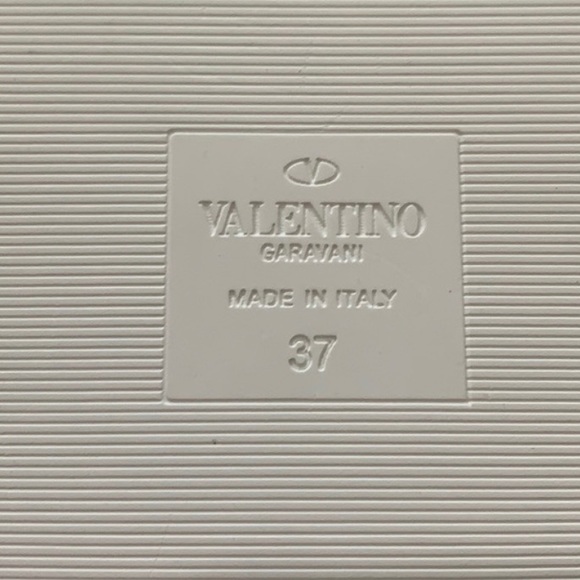 VALENTINO
GARAVANI
MADE IN ITALY
37